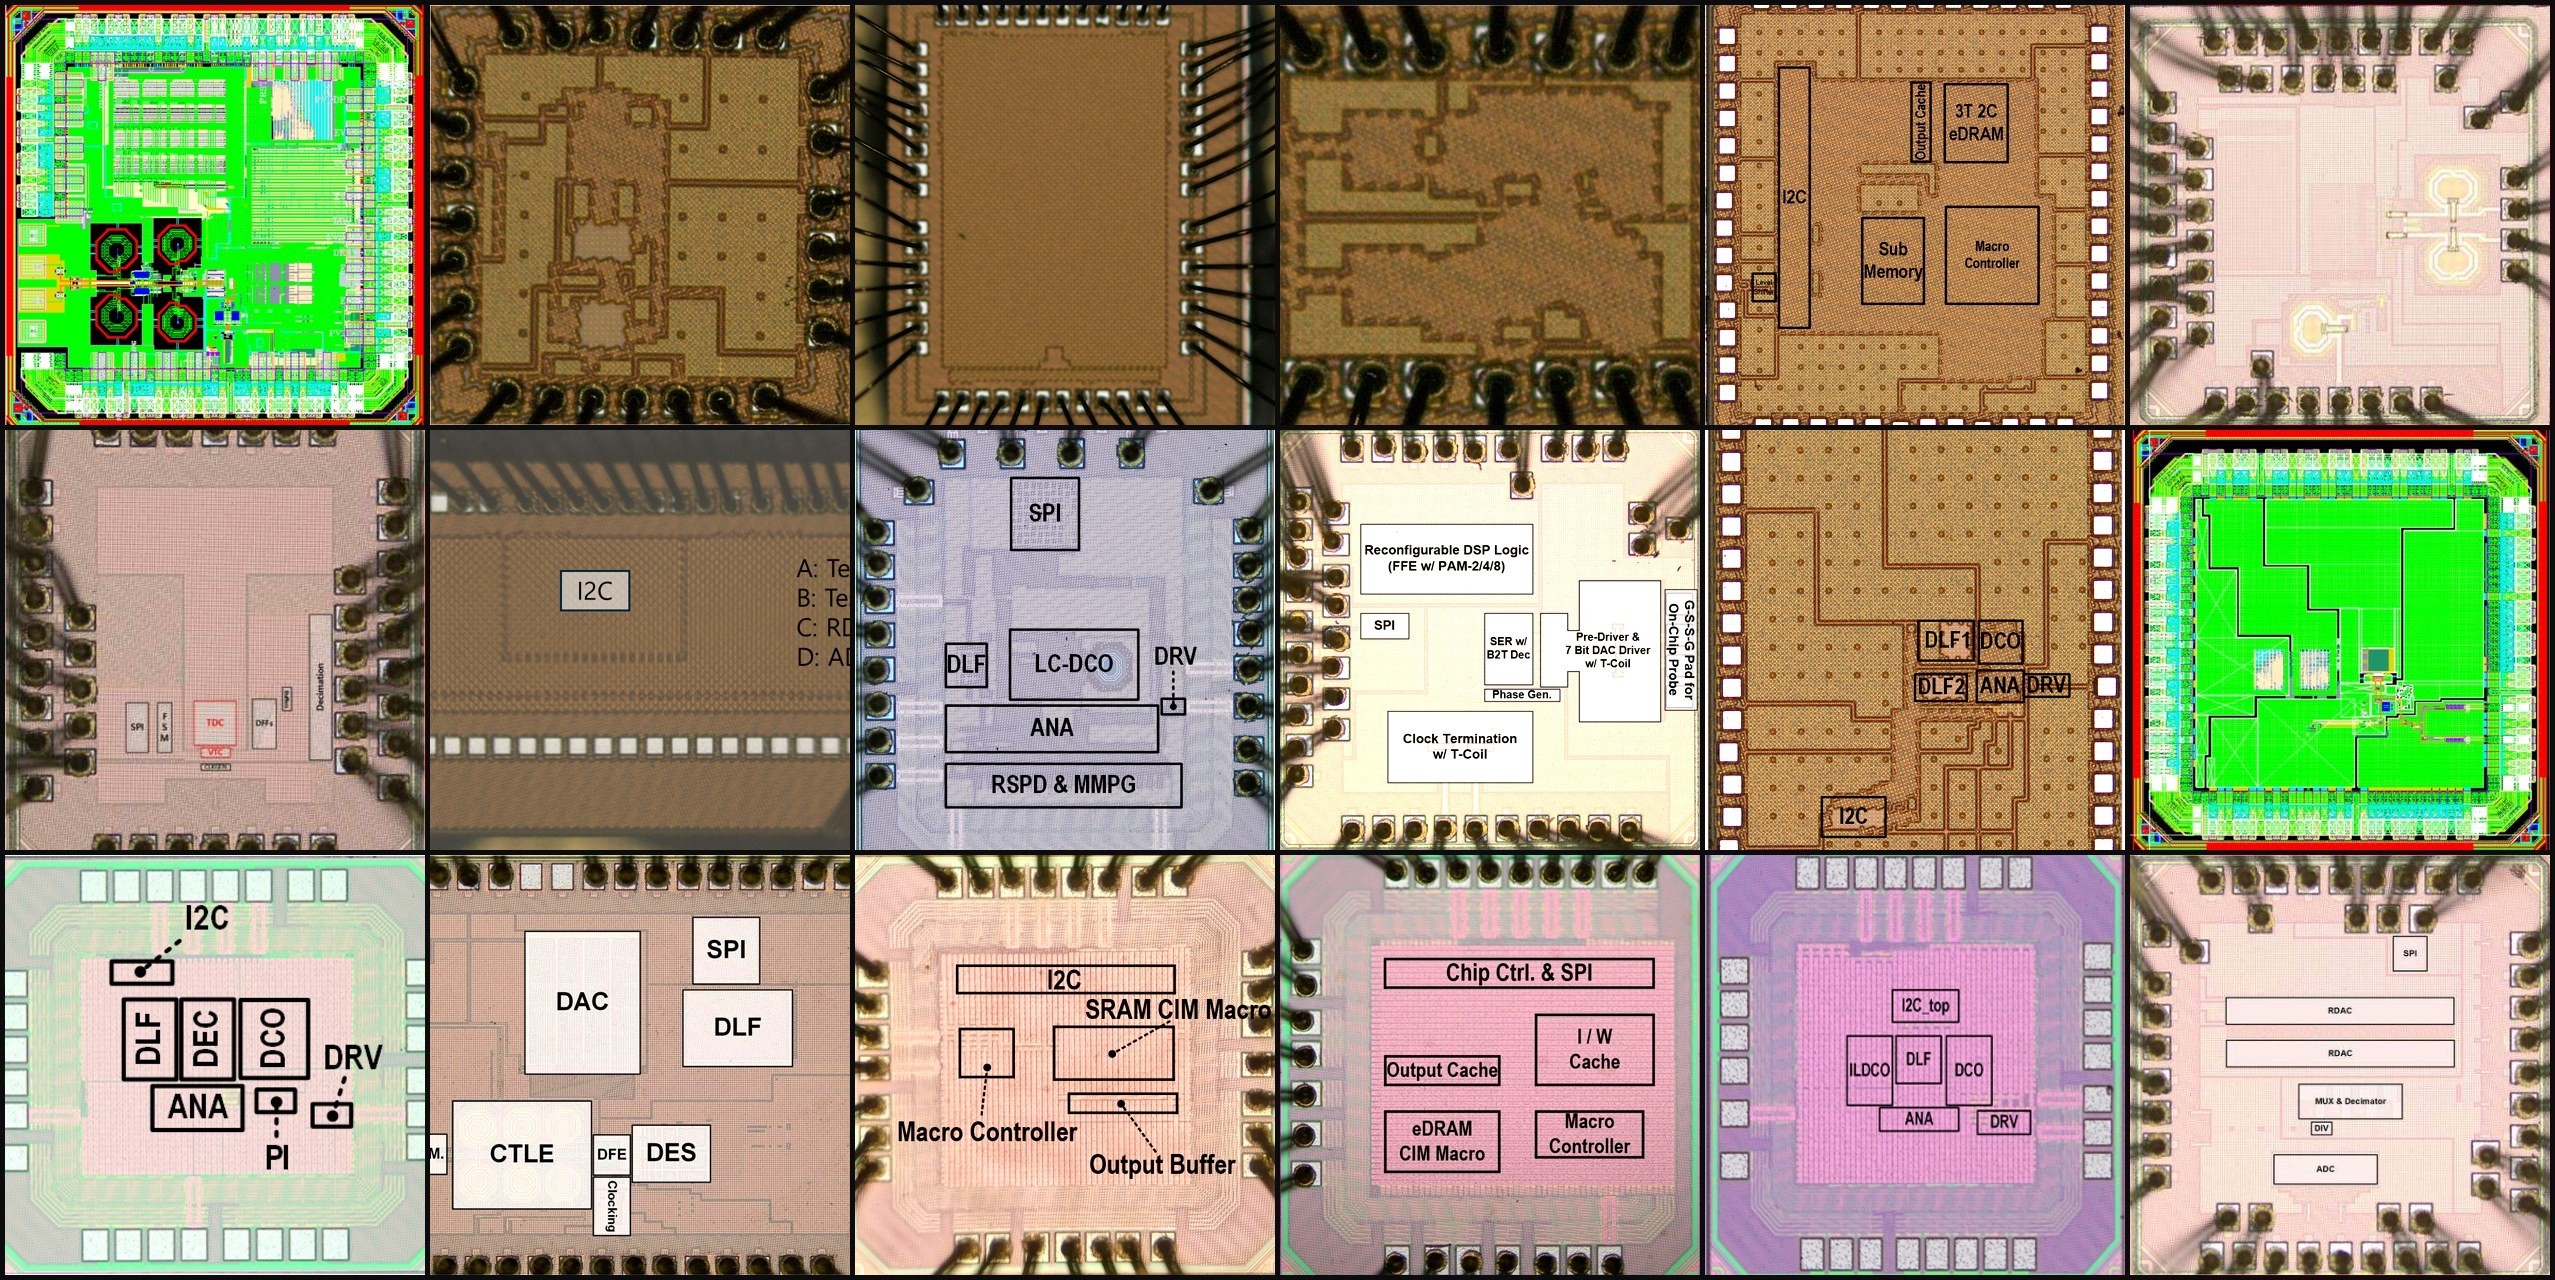 I2C
Output Cache
3T 2C
eDRAM
Sub
Memory
Macro
Controller
SPI
F
S
M
TDC
VTC
DFFs
Decimation
I2C
A: Te
B: Te
C: RD
D: AD
SPI
DLF
LC-DCO
DRV
ANA
RSPD & MMPG
Reconfigurable DSP Logic
(FFE w/ PAM-2/4/8)
SPI
SER w/
B2T Dec
Pre-Driver &
7 Bit DAC Driver
w/ T-Coil
G-S-S-G Pad for
On-Chip Probe
Phase Gen.
Clock Termination
w/ T-Coil
DLF1
DCO
DLF2
ANA
DRV
I2C
I2C
DLF
DEC
DCO
DRV
ANA
PI
DAC
SPI
DLF
M.
CTLE
DFE
DES
Clocking
I2C
SRAM CIM Macro
Macro Controller
Output Buffer
Chip Ctrl. & SPI
I / W
Cache
Output Cache
eDRAM
CIM Macro
Macro
Controller
I2C_top
ILDCO
DLF
DCO
ANA
DRV
SPI
RDAC
RDAC
MUX & Decimator
DIV
ADC